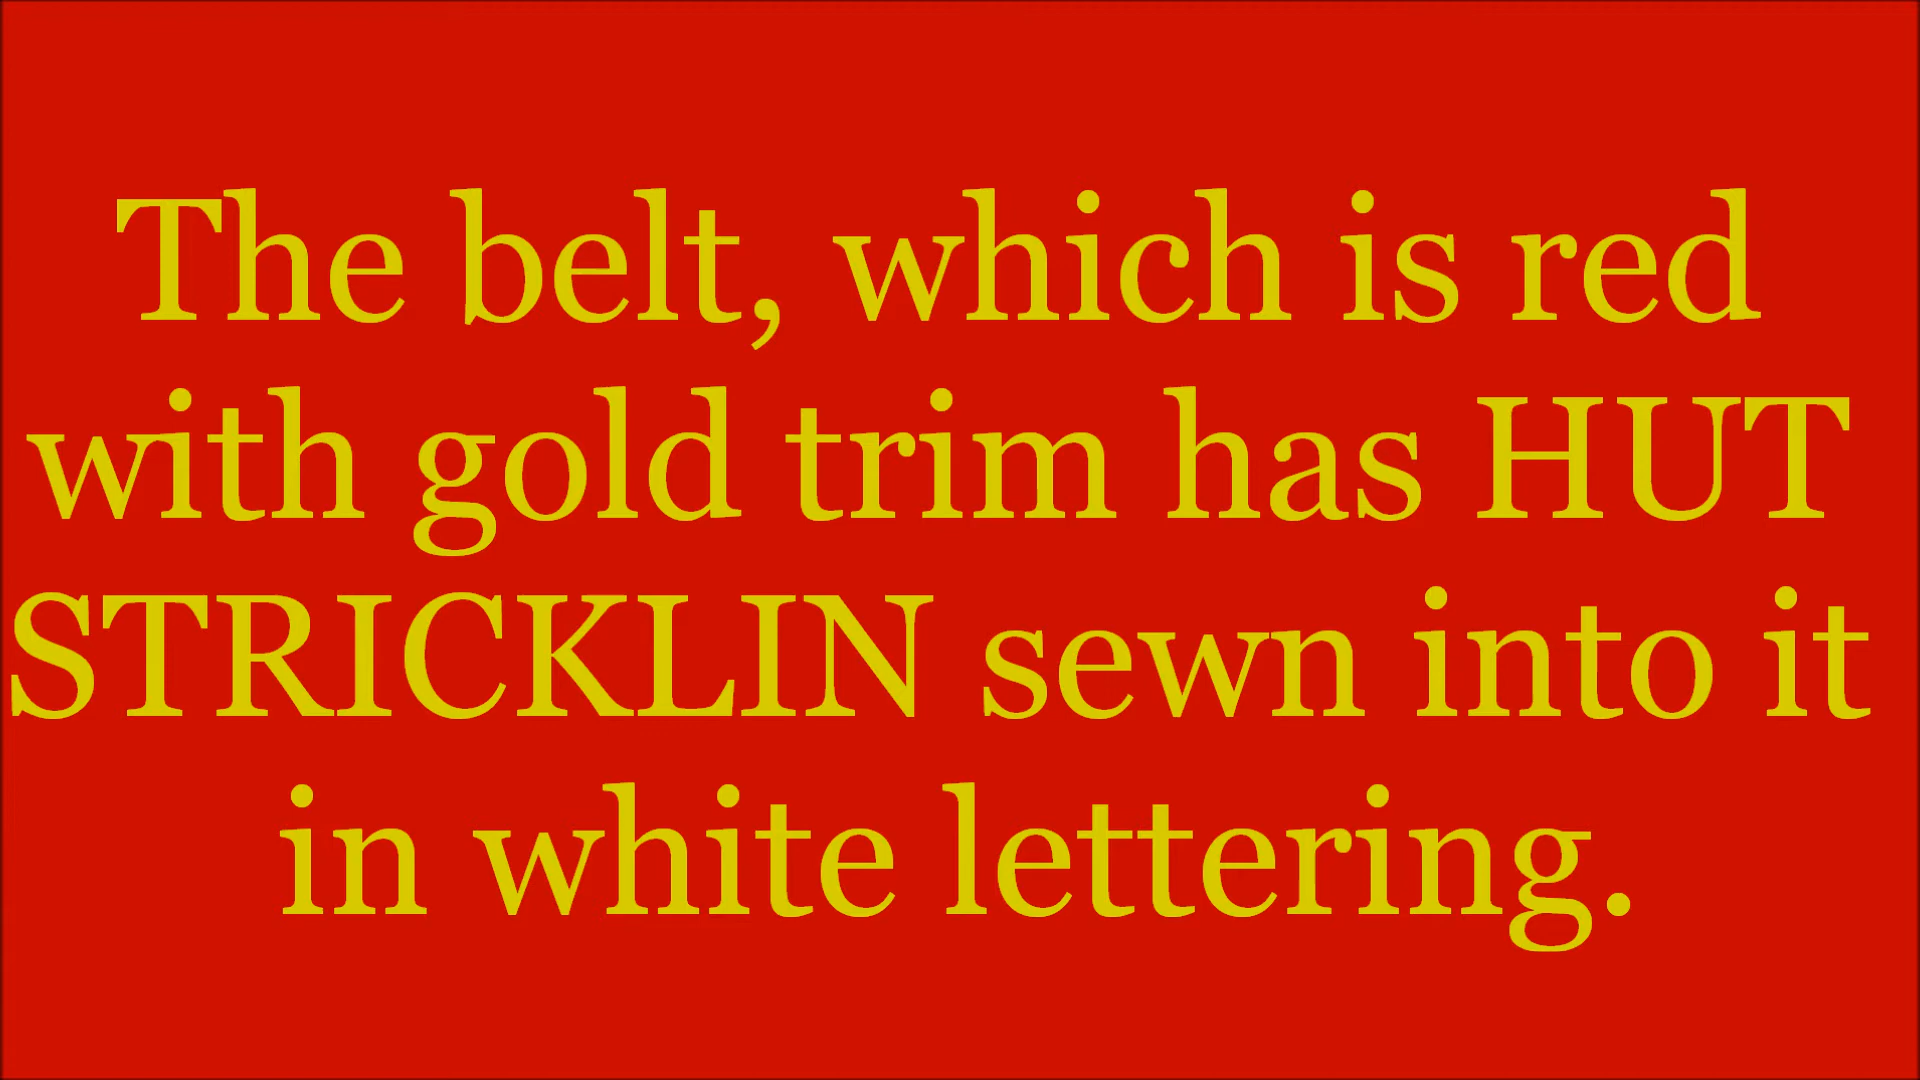 The belt, which is red
with gold trim has HUT
STRICKLIN sewn into it
in white lettering.